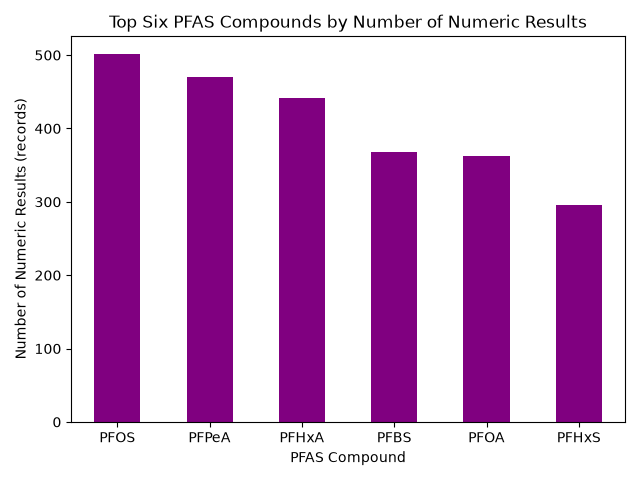 Top Six PFAS Compounds by Number of Numeric Results
Number of Numeric Results (records)
500
400
300
200
100
0
PFOS PFPeA PFHxA PFBS PFOA PFHxS
PFAS Compound